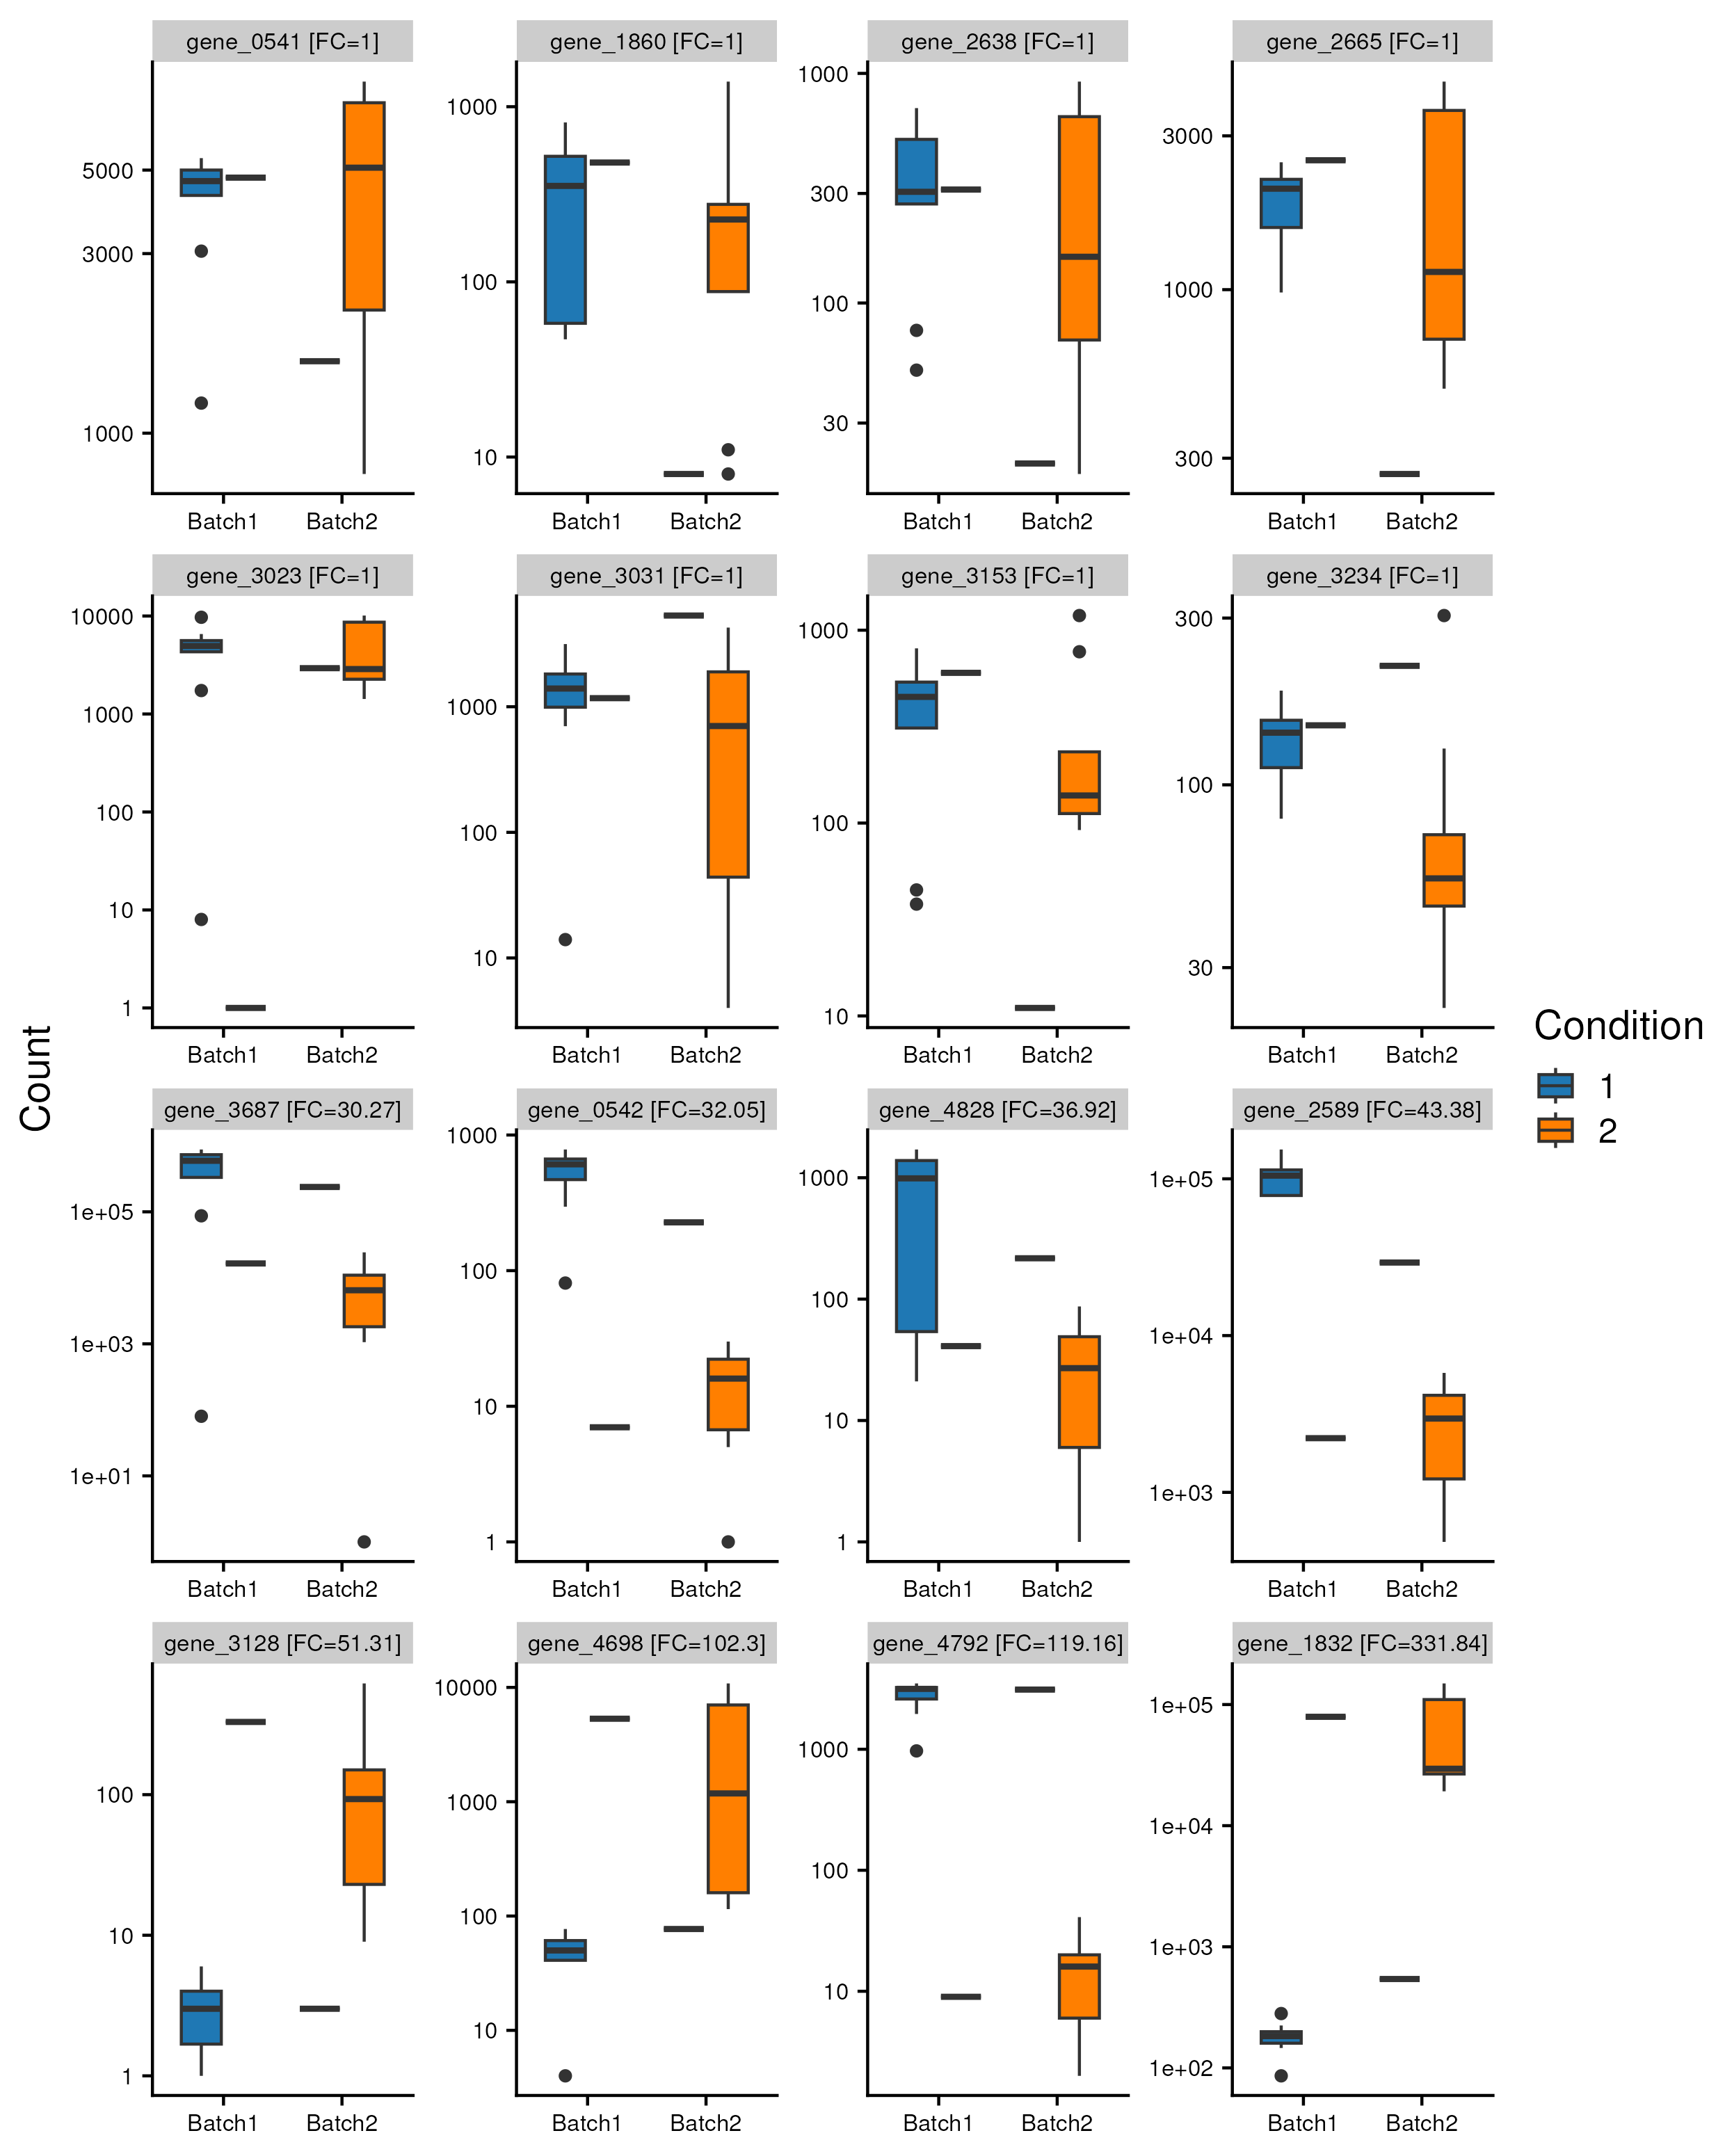 gene_0541 [FC=1]
gene_1860 [FC=1]
gene_2638 [FC=1]
gene_2665 [FC=1]
5000
3000
1000
Batch1
Batch2
1000
100
10
Batch1
Batch2
1000
300
100
30
Batch1
Batch2
3000
1000
300
Batch1
Batch2
gene_3023 [FC=1]
gene_3031 [FC=1]
gene_3153 [FC=1]
gene_3234 [FC=1]
10000
1000
100
10
1
Batch1
Batch2
1000
100
10
Batch1
Batch2
1000
100
10
Batch1
Batch2
300
100
30
Batch1
Batch2
gene_3687 [FC=30.27]
gene_0542 [FC=32.05]
gene_4828 [FC=36.92]
gene_2589 [FC=43.38]
1e+05
1e+03
1e+01
Batch1
Batch2
1000
100
10
1
Batch1
Batch2
1000
100
10
1
Batch1
Batch2
1e+05
1e+04
1e+03
Batch1
Batch2
gene_3128 [FC=51.31]
gene_4698 [FC=102.3]
gene_4792 [FC=119.16]
gene_1832 [FC=331.84]
100
10
1
Batch1
Batch2
10000
1000
100
10
Batch1
Batch2
1000
100
10
Batch1
Batch2
1e+05
1e+04
1e+03
1e+02
Batch1
Batch2
Count
Condition
1
2